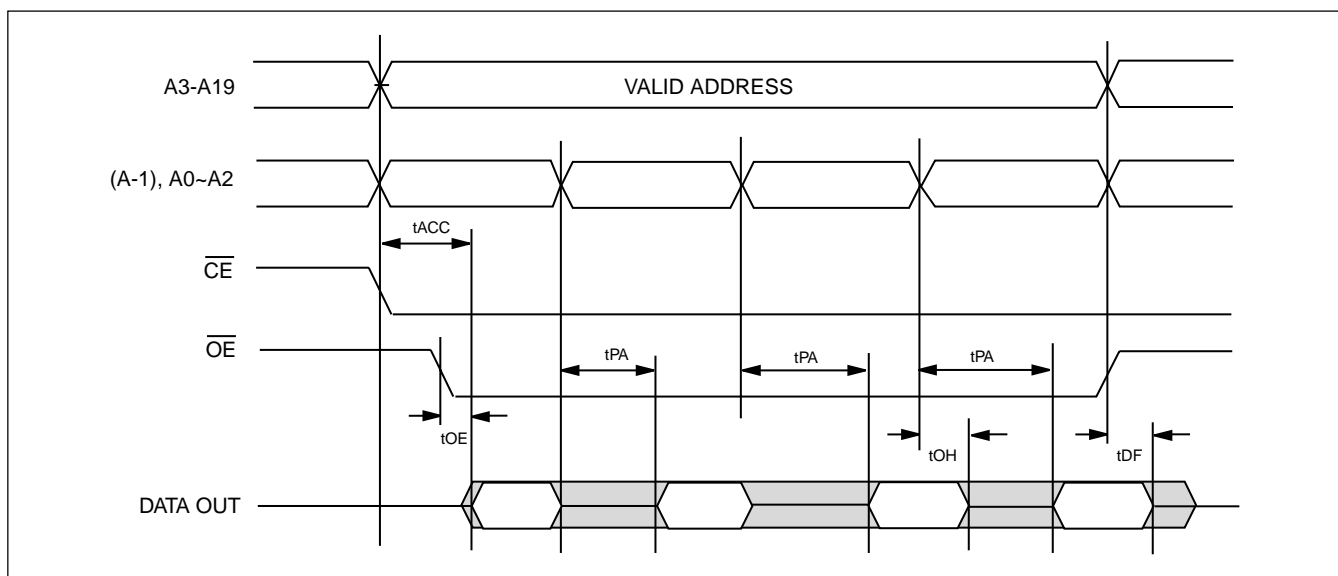 A3-A19
VALID ADDRESS
(A-1), A0~A2
tACC
CE
OE
tPA
tPA
tPA
tOE
tOH
tDF
DATA OUT